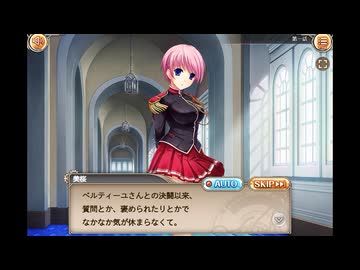 第一話
美桜
ベルティーユさんとの決闘以来、
質問とか、褒められたりとかで
なかなか気が休まらなくて。
AUTO
SKIP